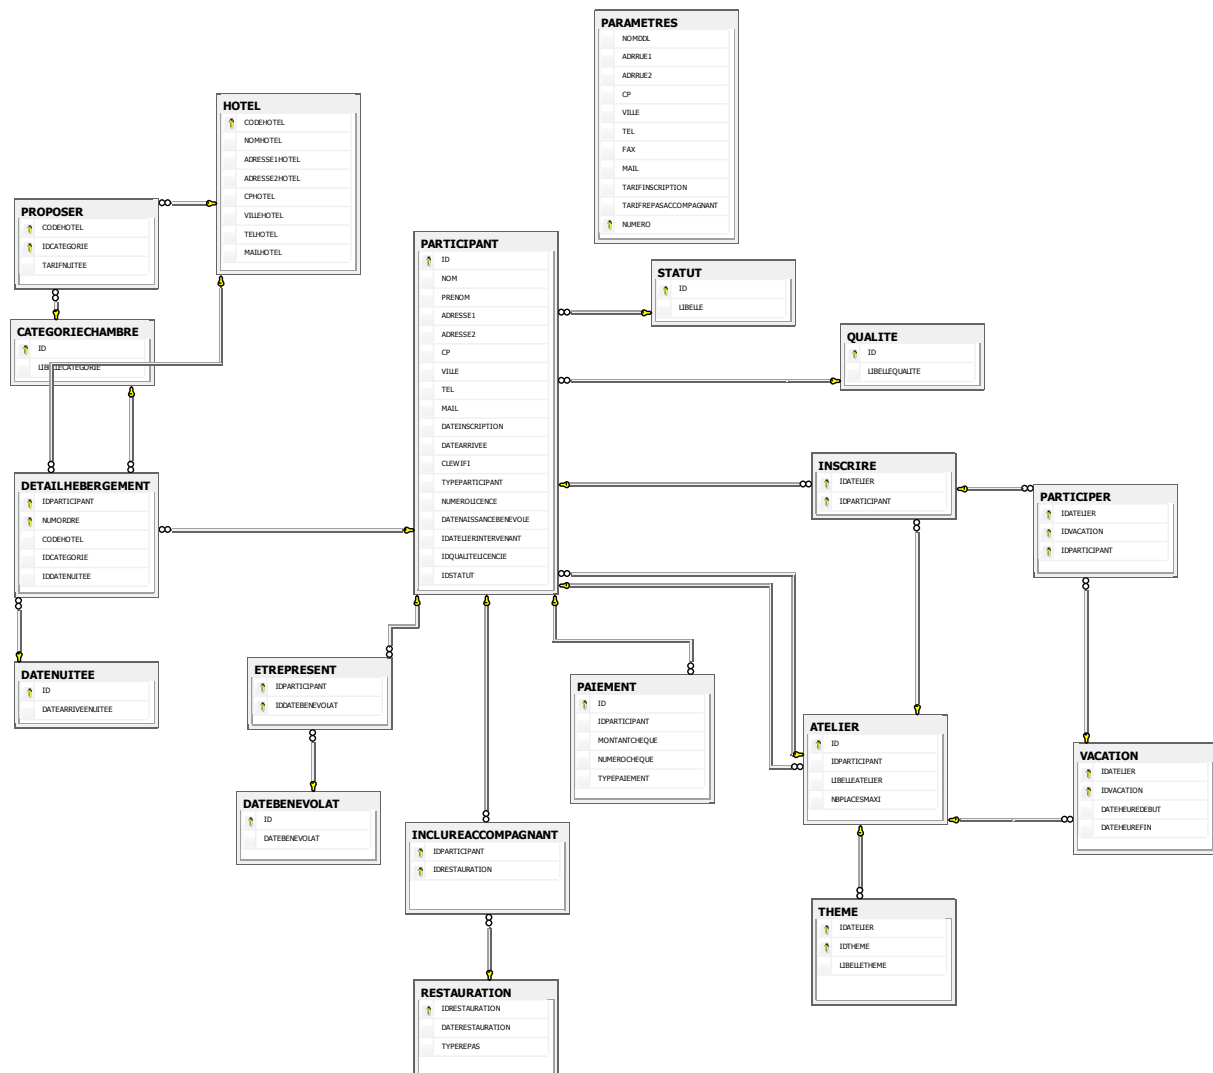 PARAMETRES
NOMDDL
ADRRUE1
ADRRUE2
CP
VILLE
TEL
FAX
MAIL
TARIFINSCRIPTION
TARIFREPASACCOMPAGNANT
NUMERO
HOTEL
CODEHOTEL
NOMHOTEL
ADRESSE1HOTEL
ADRESSE2HOTEL
CPHOTEL
VILLEHOTEL
TELHOTEL
MAILHOTEL
PROPOSER
CODEHOTEL
IDCATEGORIE
TARIFNUITEE
CATEGORIECHAMBRE
ID
LIBELLECATEGORIE
PARTICIPANT
ID
NOM
PRENOM
ADRESSE1
ADRESSE2
CP
VILLE
TEL
MAIL
DATEINSCRIPTION
DATEARRIVEE
CLEWIFI
TYPEPARTICIPANT
NUMEROLICENCE
DATENAISSANCEBENEVOLE
IDATELIERINTERVENANT
IDQUALITELICENCIE
IDSTATUT
STATUT
ID
LIBELLE
QUALITE
ID
LIBELLEQUALITE
INSCRIRE
IDATELIER
IDPARTICIPANT
PARTICIPER
IDATELIER
IDVACATION
IDPARTICIPANT
DETAILHEBERGEMENT
IDPARTICIPANT
NUMORDRE
CODEHOTEL
IDCATEGORIE
IDDATENUITEE
DATENUITEE
ID
DATEARRIVEENUITEE
ETREPRESENT
IDPARTICIPANT
IDDATEBENEVOLAT
PAIEMENT
ID
IDPARTICIPANT
MONTANTCHEQUE
NUMEROCHEQUE
TYPEPAIEMENT
ATELIER
ID
IDPARTICIPANT
LIBELLEATELIER
NBPLACESMAXI
VACATION
IDATELIER
IDVACATION
DATEHEUREDEBUT
DATEHEUREFIN
DATEBENEVOLAT
ID
DATEBENEVOLAT
INCLUREACCOMPAGNANT
IDPARTICIPANT
IDRESTAURATION
THEME
IDATELIER
IDTHEME
LIBELLETHEME
RESTAURATION
IDRESTAURATION
DATERESTAURATION
TYPEREPAS